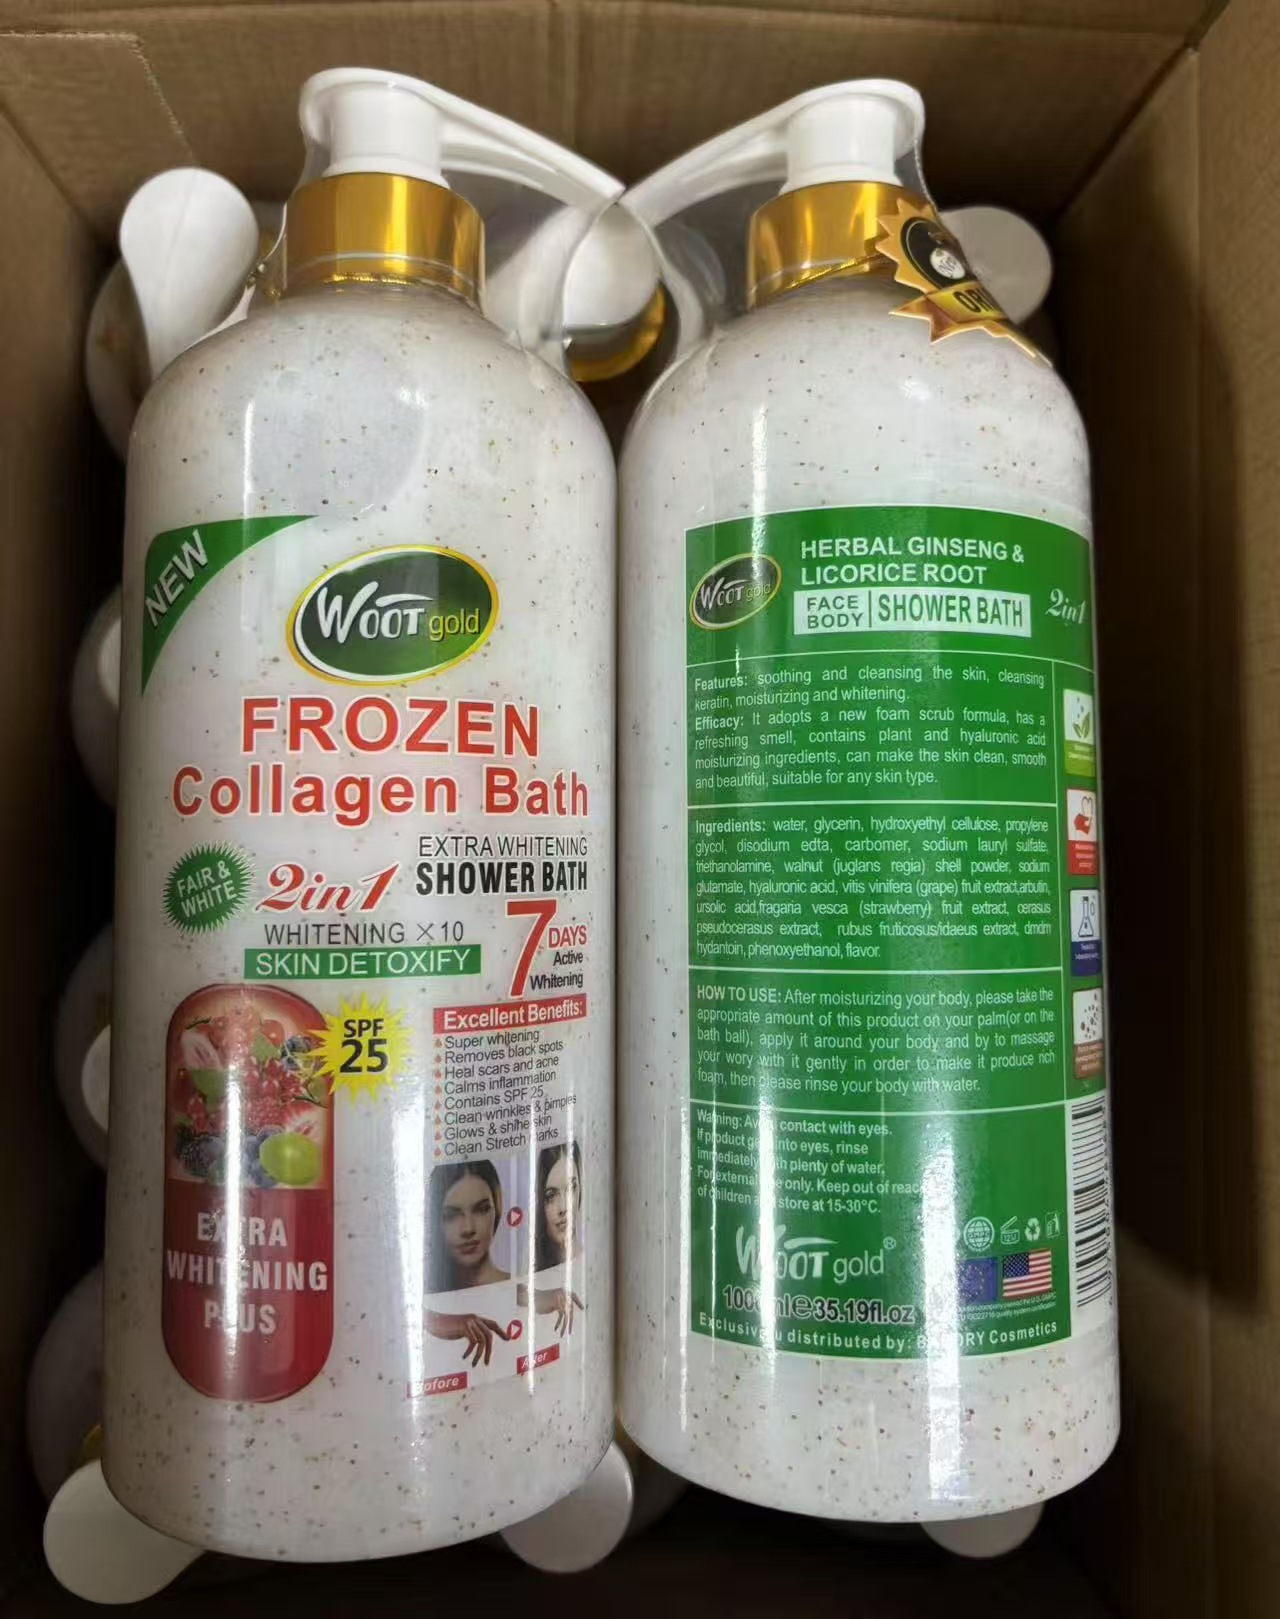 NEW
WOOT gold
FROZEN
Collagen Bath
EXTRA WHITENING
SHOWER BATH
FAIR &
WHITE
2in1
WHITENING ×10
SKIN DETOXIFY
7 DAYS
Active
Whitening
SPF
25
Excellent Benefits:
Super whitening
Removes black spots
Heal scars and acne
Calms inflammation
Contains SPF 25
Clean wrinkles & pimples
Glows & shine skin
Clean Stretch marks
EXTRA
WHITENING
PLUS
WOOT gold
HERBAL GINSENG &
LICORICE ROOT
FACE
BODY
SHOWER BATH
2in1
Features: soothing and cleansing the skin, cleansing
keratin, moisturizing and whitening.
Efficacy: It adopts a new foam scrub formula, has a
refreshing smell, contains plant and hyaluronic acid
moisturizing ingredients, can make the skin clean, smooth
and beautiful, suitable for any skin type.
Ingredients: water, glycerin, hydroxyethyl cellulose, propylene
glycol, disodium edta, carbomer, sodium lauryl sulfate,
triethanolamine, walnut (juglans regia) shell powder, sodium
glutamate, hyaluronic acid, vitis vinifera (grape) fruit extract,arbutin,
ursolic acid,fragaria vesca (strawberry) fruit extract, cerasus
pseudocerasus extract, rubus fruticosus/idaeus extract, dmdm
hydantoin, phenoxyethanol, flavor.
HOW TO USE: After moisturizing your body, please take the
appropriate amount of this product on your palm(or on the
bath ball), apply it around your body and by to massage
your wory with it gently in order to make it produce rich
foam, then please rinse your body with water.
Warning: contact with eyes.
If product into eyes, rinse
immediately plenty of water,
For external only. Keep out of reach
of children store at 15-30°C.
WOOT gold®
35.19fl.oz
distributed by: Cosmetics